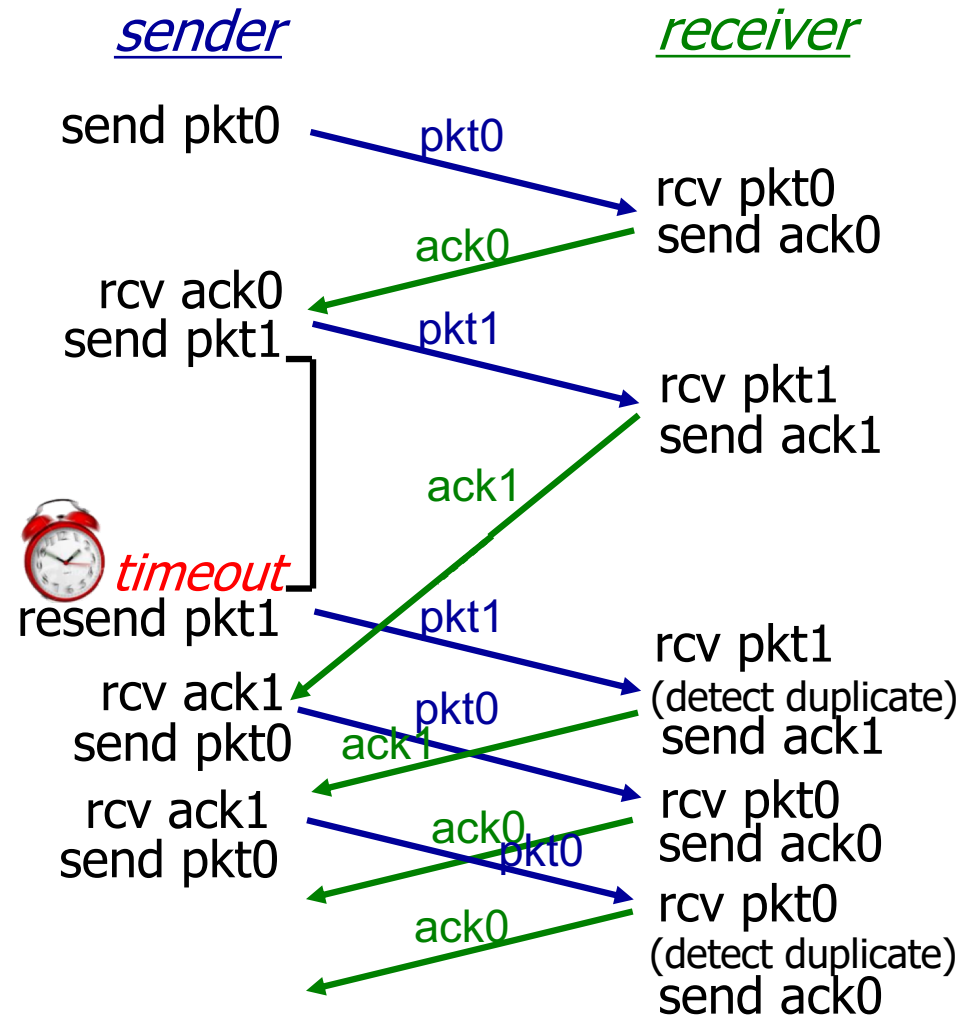 sender
receiver
send pkt0
pkt0
rcv pkt0
send ack0
ack0
rcv ack0
send pkt1
pkt1
rcv pkt1
send ack1
ack1
timeout
resend pkt1
pkt1
rcv pkt1
(detect duplicate)
send ack1
rcv ack1
send pkt0
pkt0
ack1
rcv pkt0
send ack0
rcv ack1
send pkt0
ack0
pkt0
rcv pkt0
(detect duplicate)
send ack0
ack0